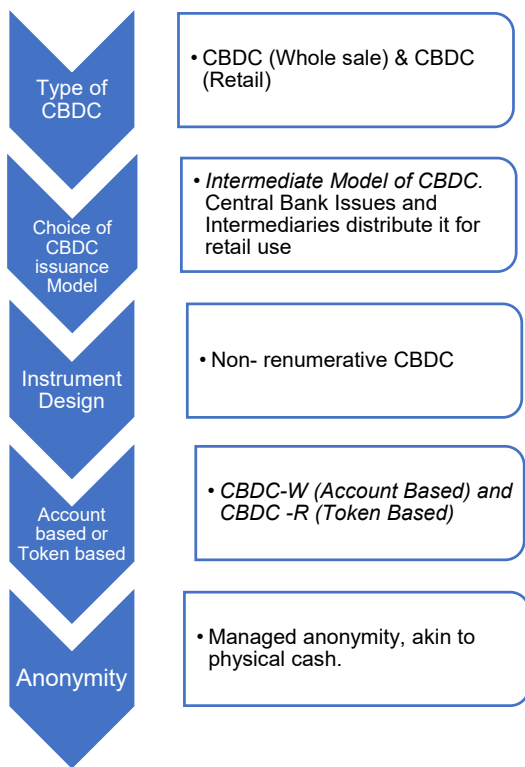 Type of
CBDC
• CBDC (Whole sale) & CBDC
(Retail)
Choice of
CBDC
issuance
Model
• Intermediate Model of CBDC.
Central Bank Issues and
Intermediaries distribute it for
retail use
Instrument
Design
• Non- renumerative CBDC
Account
based or
Token based
• CBDC-W (Account Based) and
CBDC -R (Token Based)
Anonymity
• Managed anonymity, akin to
physical cash.